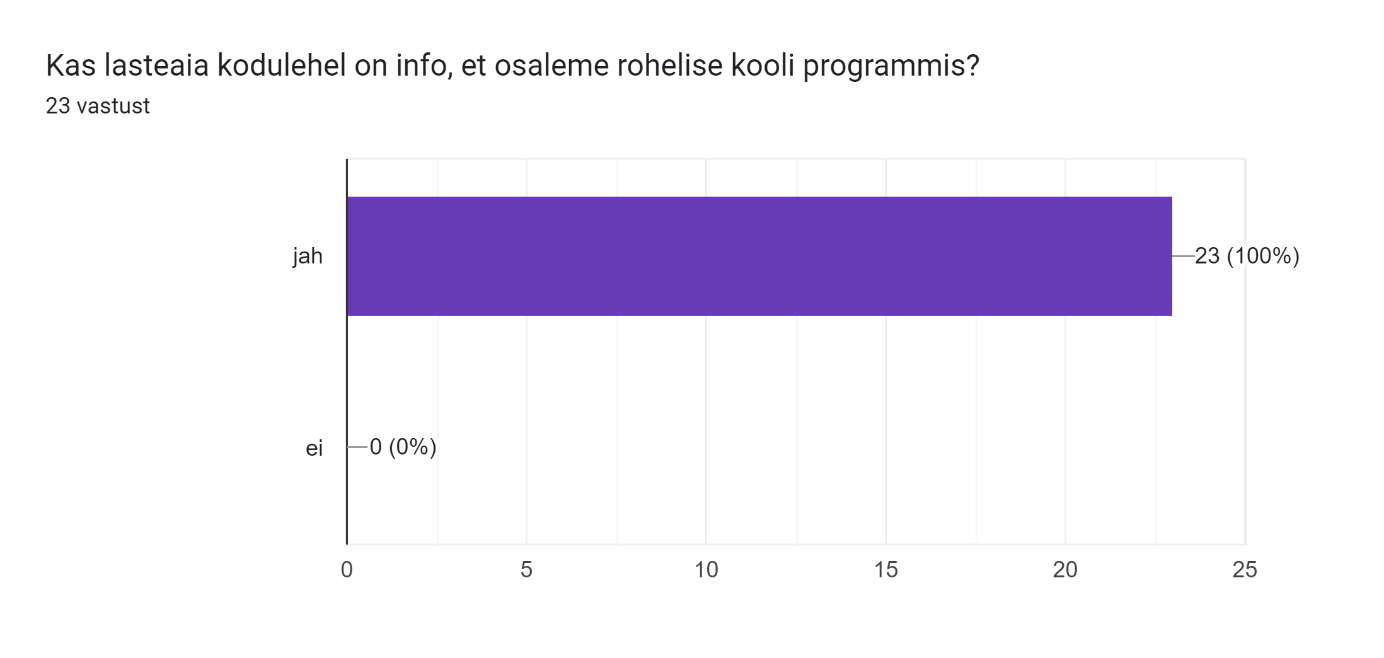 Kas lasteaia kodulehel on info, et osaleme rohelise kooli programmis?
23 vastust
jah
23 (100%)
ei
0 (0%)
0 5 10 15 20 25